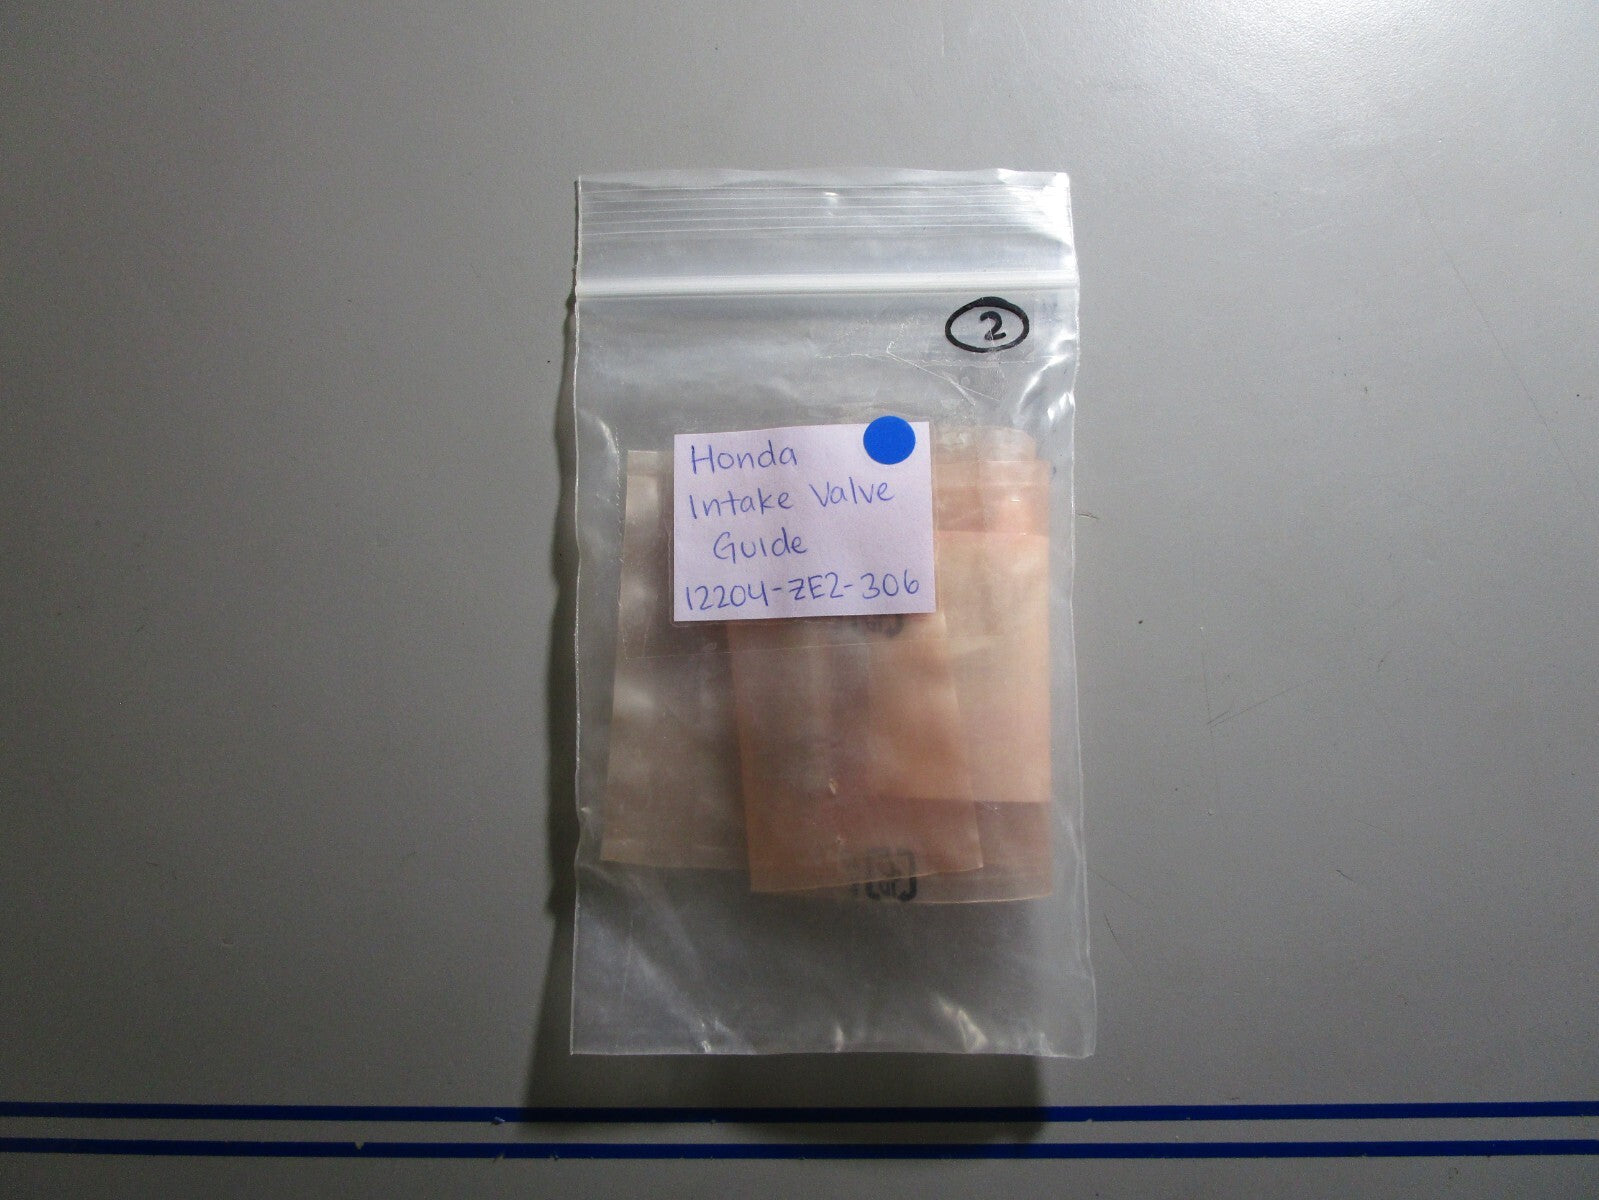 2
Honda
Intake Valve
Guide
12204-ZE2-306